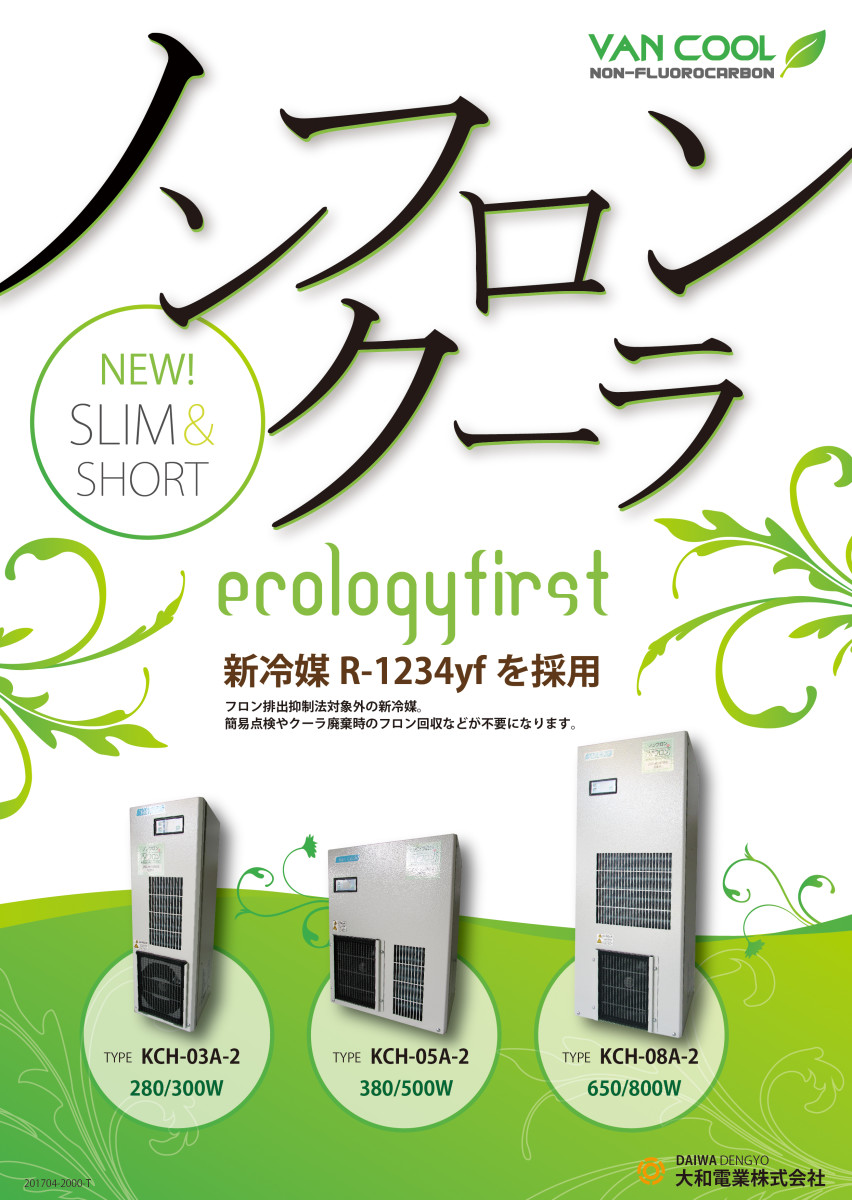 VAN COOL
NON-FLUOROCARBON
ノンフロン
クーラ
NEW!
SLIM &
SHORT
ecologyfirst
新冷媒 R-1234yf を採用
フロン排出抑制法対象外の新冷媒。
簡易点検やクーラ廃棄時のフロン回収などが不要になります。
TYPE KCH-03A-2
280/300W
TYPE KCH-05A-2
380/500W
TYPE KCH-08A-2
650/800W
DAIWA DENGYO
大和電業株式会社
201704-2000-T